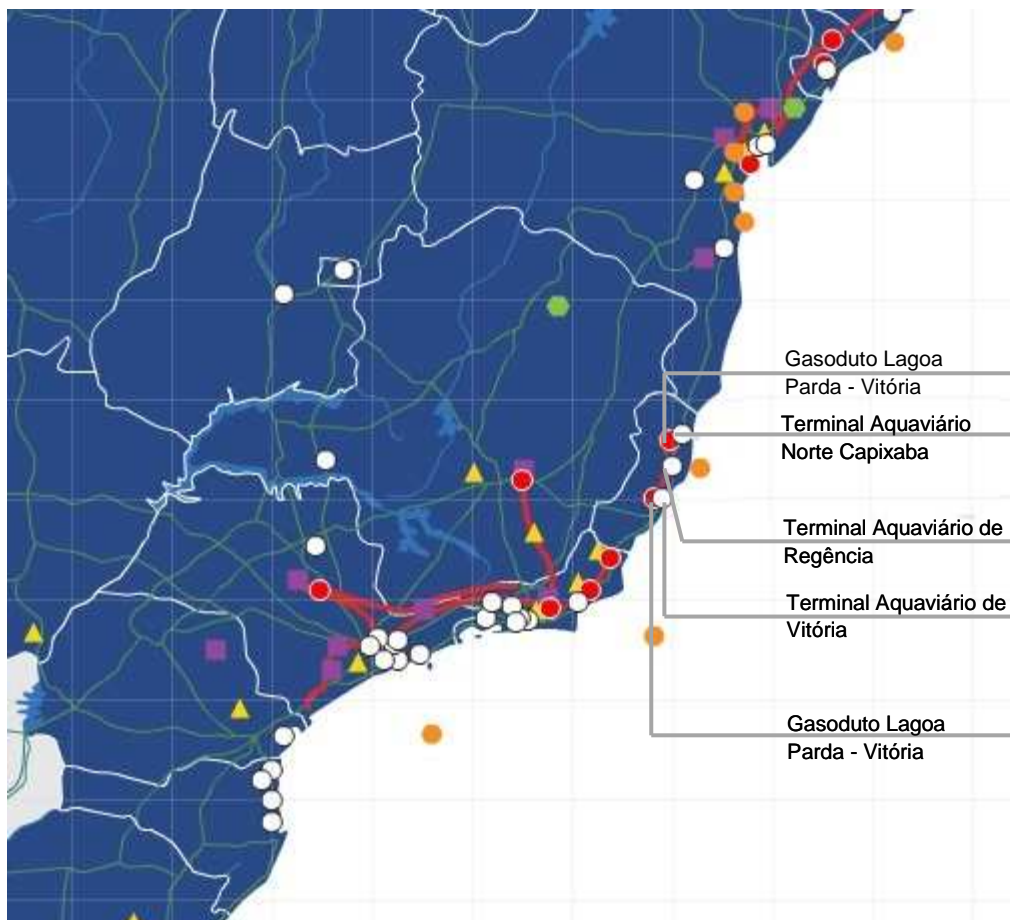 Gasoduto Lagoa
Parda - Vitória
Terminal Aquaviário
Norte Capixaba
Terminal Aquaviário de
Regência
Terminal Aquaviário de
Vitória
Gasoduto Lagoa
Parda - Vitória